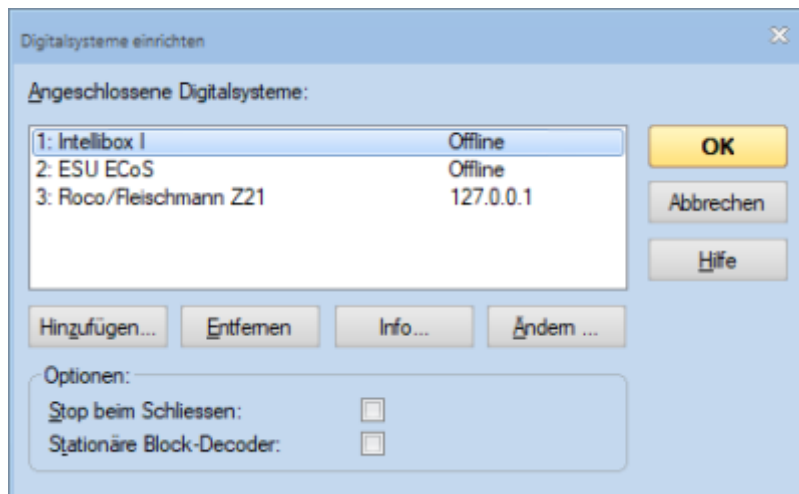 Digitalsysteme einrichten
Angeschlossene Digitalsysteme:
1: Intellibox I Offline
2: ESU ECoS Offline
3: Roco/Fleischmann Z21 127.0.0.1
OK
Abbrechen
Hilfe
Hinzufügen... Entfernen Info... Ändern ...
Optionen:
Stop beim Schliessen:
Stationäre Block-Decoder: